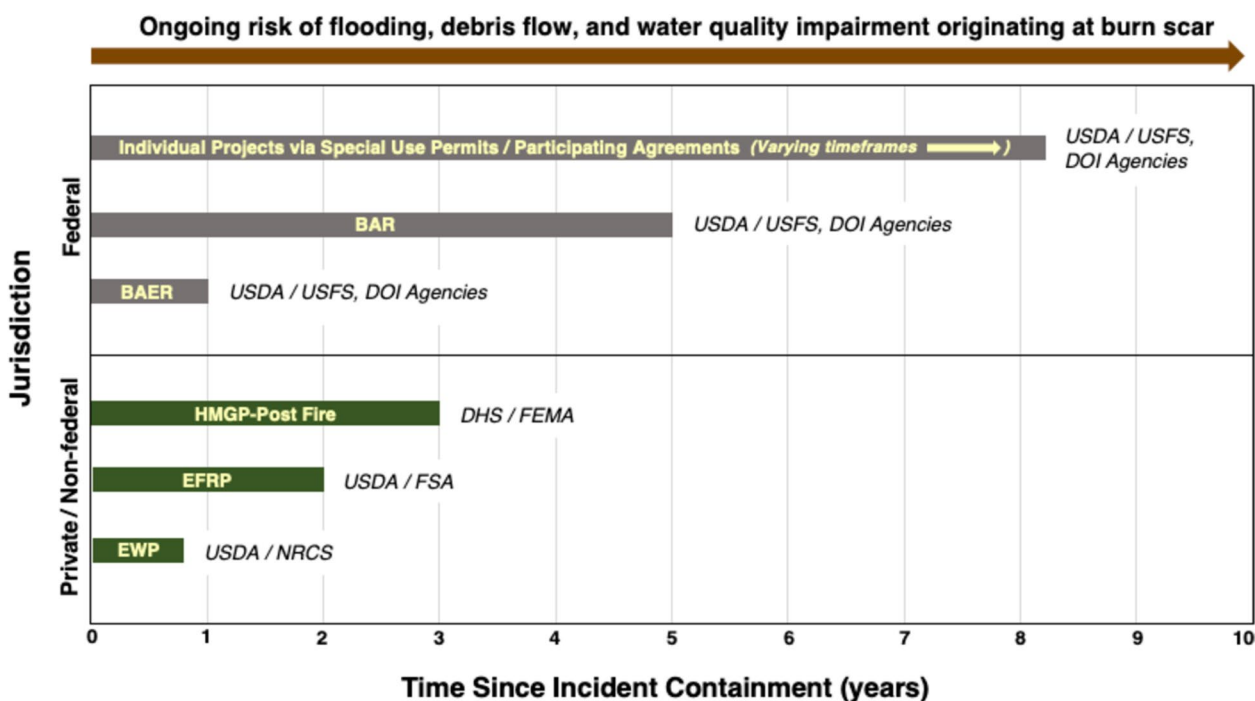 Ongoing risk of flooding, debris flow, and water quality impairment originating at burn scar
Individual Projects via Special Use Permits / Participating Agreements (Varying timeframes )
USDA / USFS,
DOI Agencies
BAR
USDA / USFS, DOI Agencies
BAER
USDA / USFS, DOI Agencies
Federal
Jurisdiction
HMGP-Post Fire
DHS / FEMA
EFRP
USDA / FSA
EWP
USDA / NRCS
Private / Non-federal
0 1 2 3 4 5 6 7 8 9 10
Time Since Incident Containment (years)